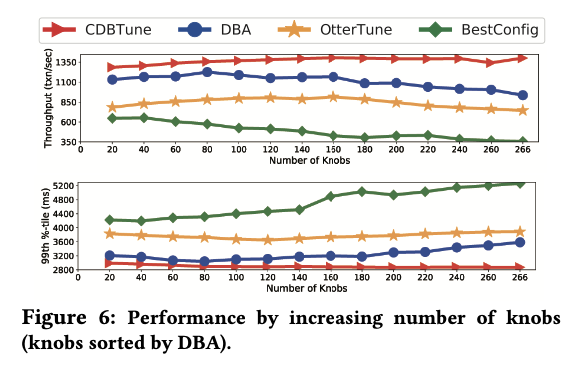 CDBTune DBA OtterTune BestConfig
Throughput (txn/sec)
1350
1100
850
600
350
0 20 40 60 80 100 120 140 160 180 200 220 240 260 266
Number of Knobs
99th %-tile (ms)
5200
4800
4400
4000
3600
3200
2800
0 20 40 60 80 100 120 140 160 180 200 220 240 260 266
Number of Knobs
Figure 6: Performance by increasing number of knobs
(knobs sorted by DBA).